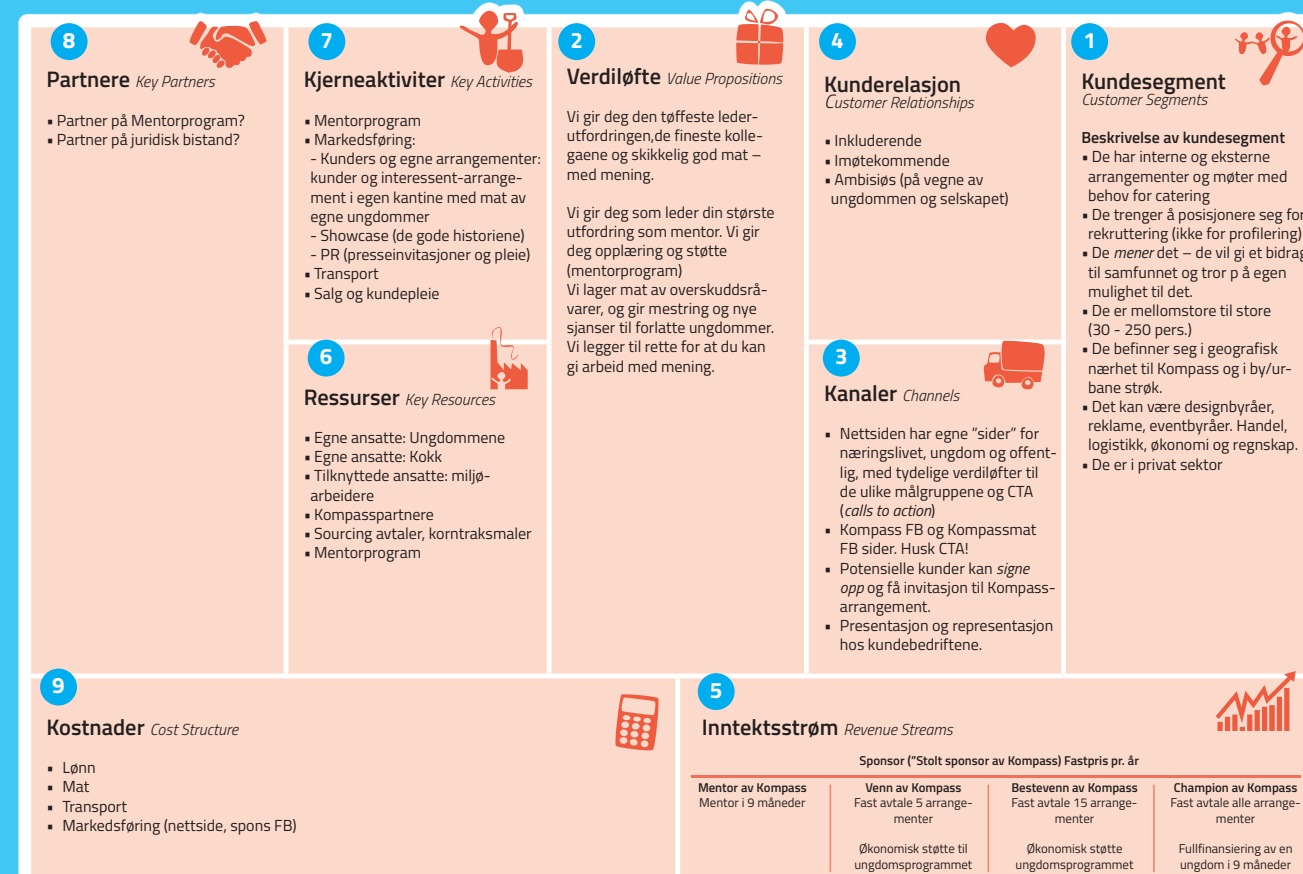 8
Partnere Key Partners
▪ Partner på Mentorprogram?
▪ Partner på juridisk bistand?
7
Kjerneaktiviter Key Activities
▪ Mentorprogram
▪ Markedsføring:
- Kunders og egne arrangementer:
kunder og interessent-arrange-
ment i egen kantine med mat av
egne ungdommer
- Showcase (de gode historiene)
- PR (presseinvitasjoner og pleie)
▪ Transport
▪ Salg og kundepleie
6
Ressurser Key Resources
▪ Egne ansatte: Ungdommene
▪ Egne ansatte: Kokk
▪ Tilknyttede ansatte: miljø-
arbeidere
▪ Kompasspartnere
▪ Sourcing avtaler, korntraksmaler
▪ Mentorprogram
2
Verdiløfte Value Propositions
Vi gir deg den tøffeste leder-
utfordringen,de fineste kolle-
gaene og skikkelig god mat –
med mening.
Vi gir deg som leder din største
utfordring som mentor. Vi gir
deg opplæring og støtte
(mentorprogram)
Vi lager mat av overskuddsrå-
varer, og gir mestring og nye
sjanser til forlatte ungdommer.
Vi legger til rette for at du kan
gi arbeid med mening.
4
Kunderelasjon
Customer Relationships
▪ Inkluderende
▪ Imøtekommende
▪ Ambisiøs (på vegne av
ungdommen og selskapet)
3
Kanaler Channels
▪ Nettsiden har egne “sider” for
næringslivet, ungdom og offent-
lig, med tydelige verdiløfter til
de ulike målgruppene og CTA
(calls to action)
▪ Kompass FB og Kompassmat
FB sider. Husk CTA!
▪ Potensielle kunder kan signe
opp og få invitasjon til Kompass-
arrangement.
▪ Presentasjon og representasjon
hos kundebedriftene.
1
Kundesegment
Customer Segments
Beskrivelse av kundesegment
▪ De har interne og eksterne
arrangementer og møter med
behov for catering
▪ De trenger å posisjonere seg for
rekruttering (ikke for profilering)
▪ De mener det – de vil gi et bidrag
til samfunnet og tror p å egen
mulighet til det.
▪ De er mellomstore til store
(30 - 250 pers.)
▪ De befinner seg i geografisk
nærhet til Kompass og i by/ur-
bane strøk.
▪ Det kan være designbyråer,
reklame, eventbyråer. Handel,
logistikk, økonomi og regnskap.
▪ De er i privat sektor
9
Kostnader Cost Structure
▪ Lønn
▪ Mat
▪ Transport
▪ Markedsføring (nettside, spons FB)
5
Inntektsstrøm Revenue Streams
Sponsor ("Stolt sponsor av Kompass) Fastpris pr. år
Mentor av Kompass
Mentor i 9 måneder
Venn av Kompass
Fast avtale 5 arrange-
menter
Økonomisk støtte til
ungdomsprogrammet
Bestevenn av Kompass
Fast avtale 15 arrange-
menter
Økonomisk støtte
ungdomsprogrammet
Champion av Kompass
Fast avtale alle arrange-
menter
Fullfinansiering av en
ungdom i 9 måneder